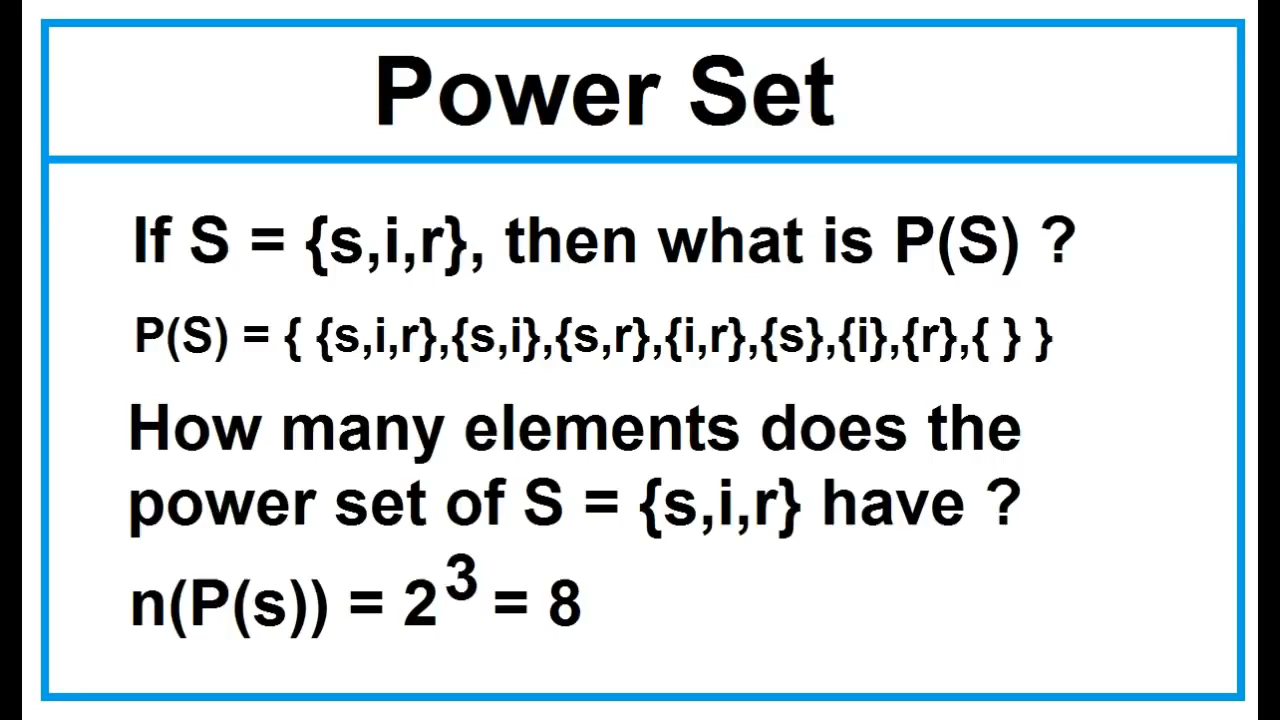 Power Set
If S = {s,i,r}, then what is P(S) ?
P(S) = { {s,i,r},{s,i},{s,r},{i,r},{s},{i},{r},{ } }
How many elements does the
power set of S = {s,i,r} have ?
n(P(s)) = 2³ = 8